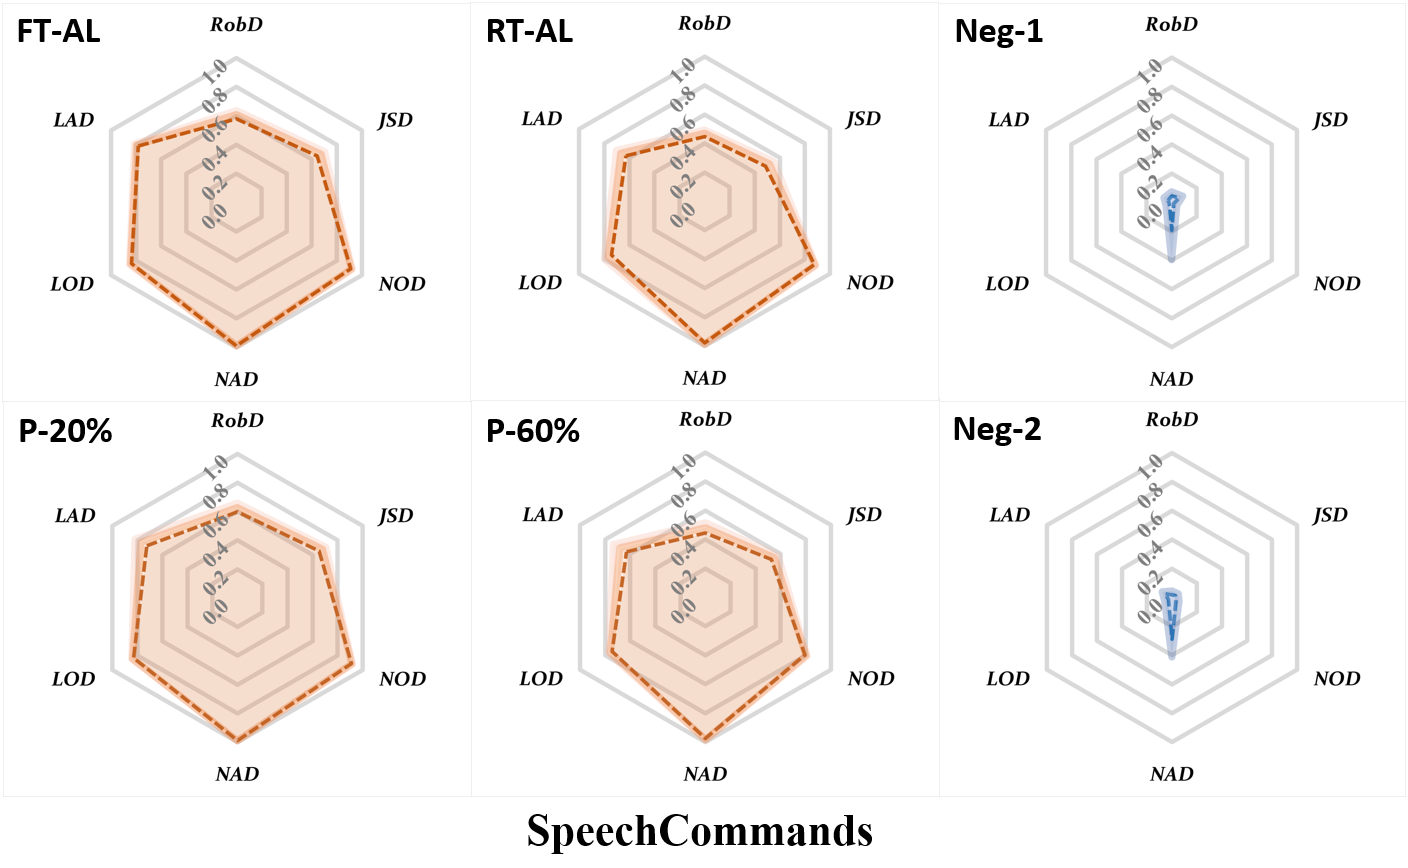 FT-AL
RobD
1.0
0.8
0.6
0.4
0.2
0.0
LAD
JSD
LOD
NOD
NAD
RT-AL
RobD
1.0
0.8
0.6
0.4
0.2
0.0
LAD
JSD
LOD
NOD
NAD
Neg-1
RobD
1.0
0.8
0.6
0.4
0.2
0.0
LAD
JSD
LOD
NOD
NAD
P-20%
RobD
1.0
0.8
0.6
0.4
0.2
0.0
LAD
JSD
LOD
NOD
NAD
P-60%
RobD
1.0
0.8
0.6
0.4
0.2
0.0
LAD
JSD
LOD
NOD
NAD
Neg-2
RobD
1.0
0.8
0.6
0.4
0.2
0.0
LAD
JSD
LOD
NOD
NAD
SpeechCommands